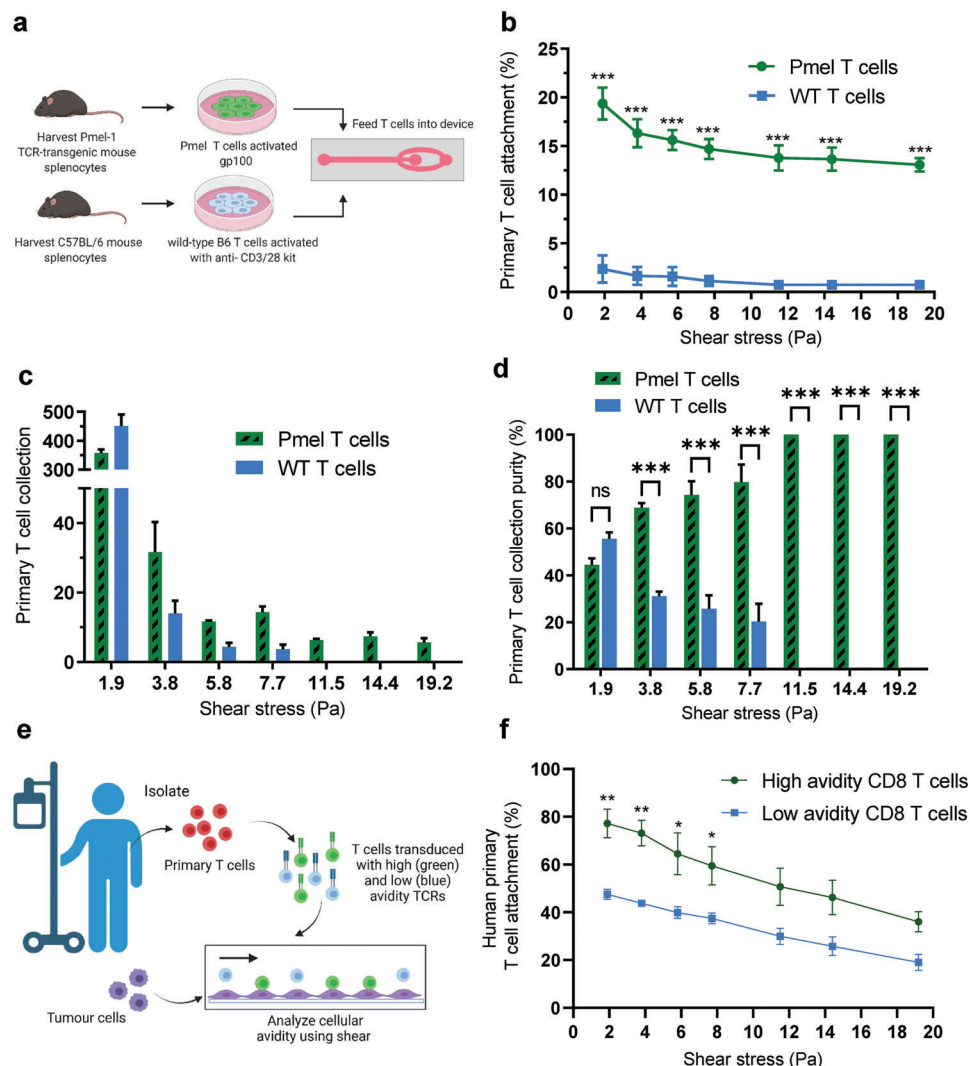 a
Harvest Pmel-1
TCR-transgenic mouse
splenocytes
Pmel T cells activated
gp100
Feed T cells into device
Harvest C57BL/6 mouse
splenocytes
wild-type B6 T cells activated
with anti- CD3/28 kit
b
Primary T cell attachment (%)
25
20
15
10
5
0
Pmel T cells
WT T cells
***
***
***
***
***
***
***
0 2 4 6 8 10 12 14 16 18 20
Shear stress (Pa)
c
Primary T cell collection
500
400
300
40
20
0
Pmel T cells
WT T cells
1.9 3.8 5.8 7.7 11.5 14.4 19.2
Shear stress (Pa)
d
Pmel T cells
WT T cells
Primary T cell collection purity (%)
100
80
60
40
20
0
ns
***
***
***
***
***
***
1.9 3.8 5.8 7.7 11.5 14.4 19.2
Shear stress (Pa)
e
Isolate
Primary T cells
T cells transduced
with high (green)
and low (blue)
avidity TCRs
Tumour cells
Analyze cellular
avidity using shear
f
Human primary
T cell attachment (%)
100
80
60
40
20
0
High avidity CD8 T cells
Low avidity CD8 T cells
**
**
*
*
0 2 4 6 8 10 12 14 16 18 20
Shear stress (Pa)